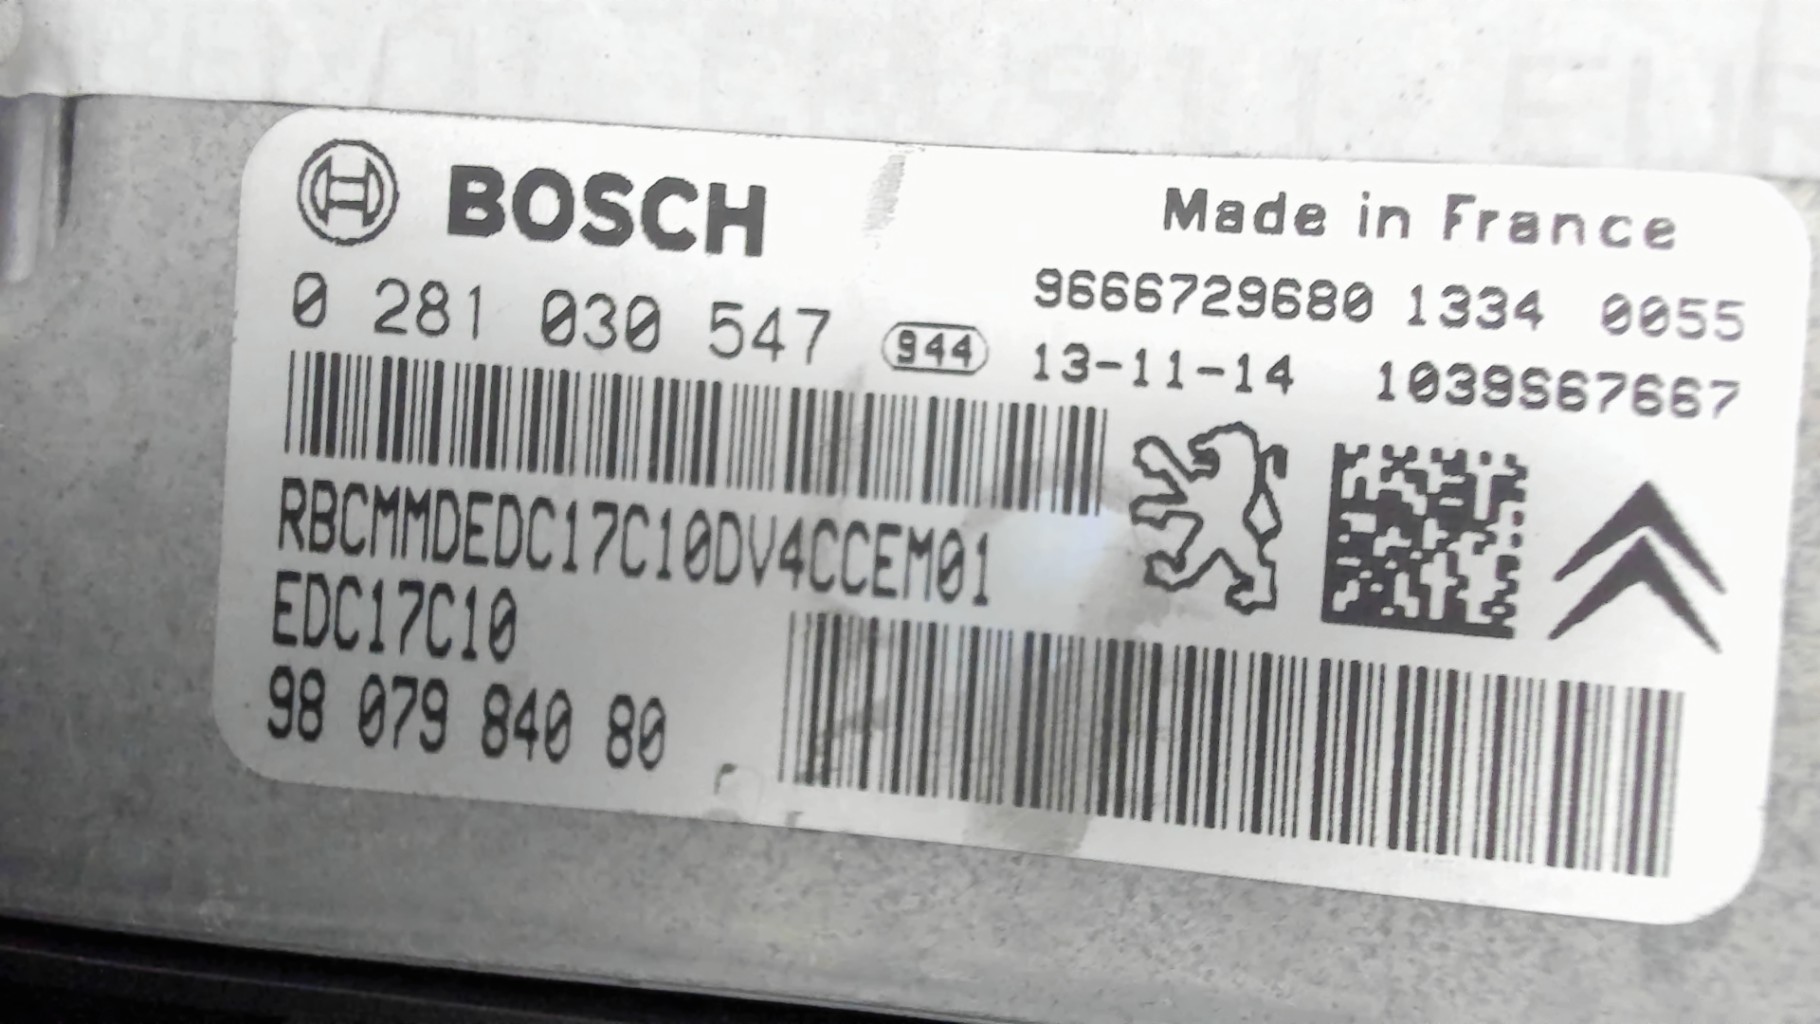 BOSCH
Made in France
0 281 030 547
944
9666729680 1334 0055
13-11-14 1039S67667
RBCMMDEDC17C10DV4CCEM01
EDC17C10
98 079 840 80